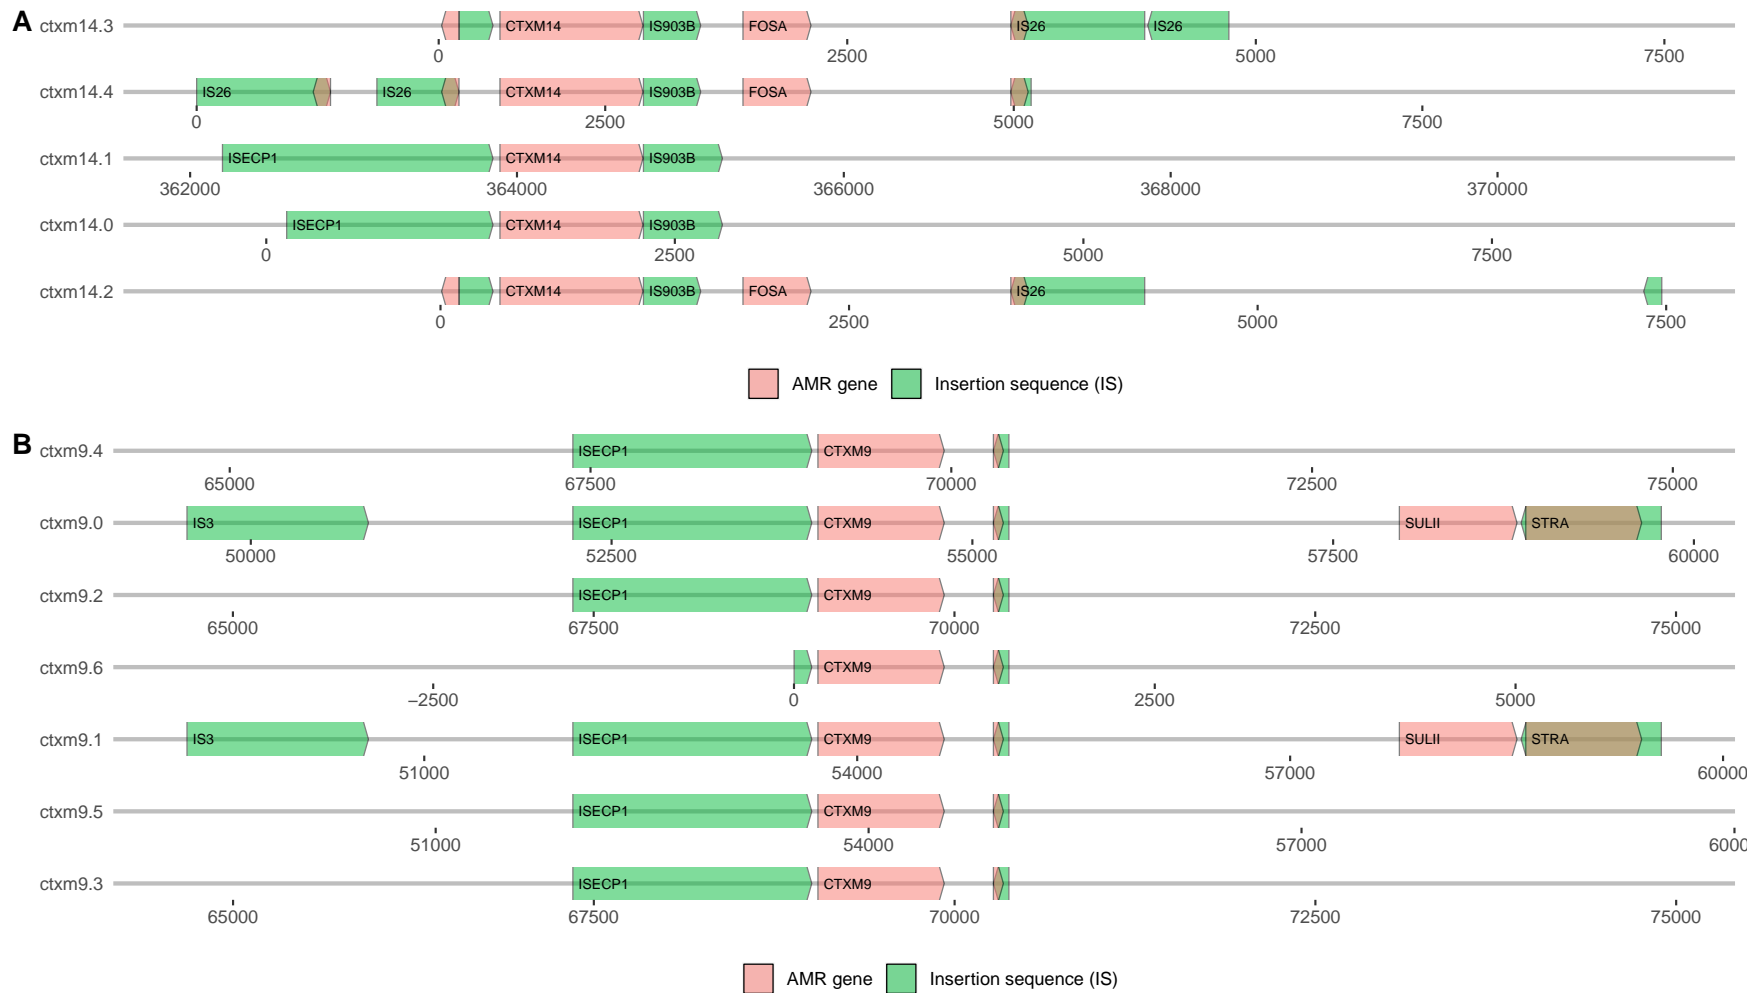 A
ctxm14.3 CTXM14 IS903B FOSA IS26 IS26
0 2500 5000 7500
ctxm14.4 IS26 IS26 CTXM14 IS903B FOSA
0 2500 5000 7500
ctxm14.1 ISECP1 CTXM14 IS903B
362000 364000 366000 368000 370000
ctxm14.0 ISECP1 CTXM14 IS903B
0 2500 5000 7500
ctxm14.2 CTXM14 IS903B FOSA IS26
0 2500 5000 7500
AMR gene Insertion sequence (IS)
B
ctxm9.4 ISECP1 CTXM9
65000 67500 70000 72500 75000
ctxm9.0 IS3 ISECP1 CTXM9 SULII STRA
50000 52500 55000 57500 60000
ctxm9.2 ISECP1 CTXM9
65000 67500 70000 72500 75000
ctxm9.6 CTXM9
−2500 0 2500 5000
ctxm9.1 IS3 ISECP1 CTXM9 SULII STRA
51000 54000 57000 60000
ctxm9.5 ISECP1 CTXM9
51000 54000 57000 6000
ctxm9.3 ISECP1 CTXM9
65000 67500 70000 72500 75000
AMR gene Insertion sequence (IS)